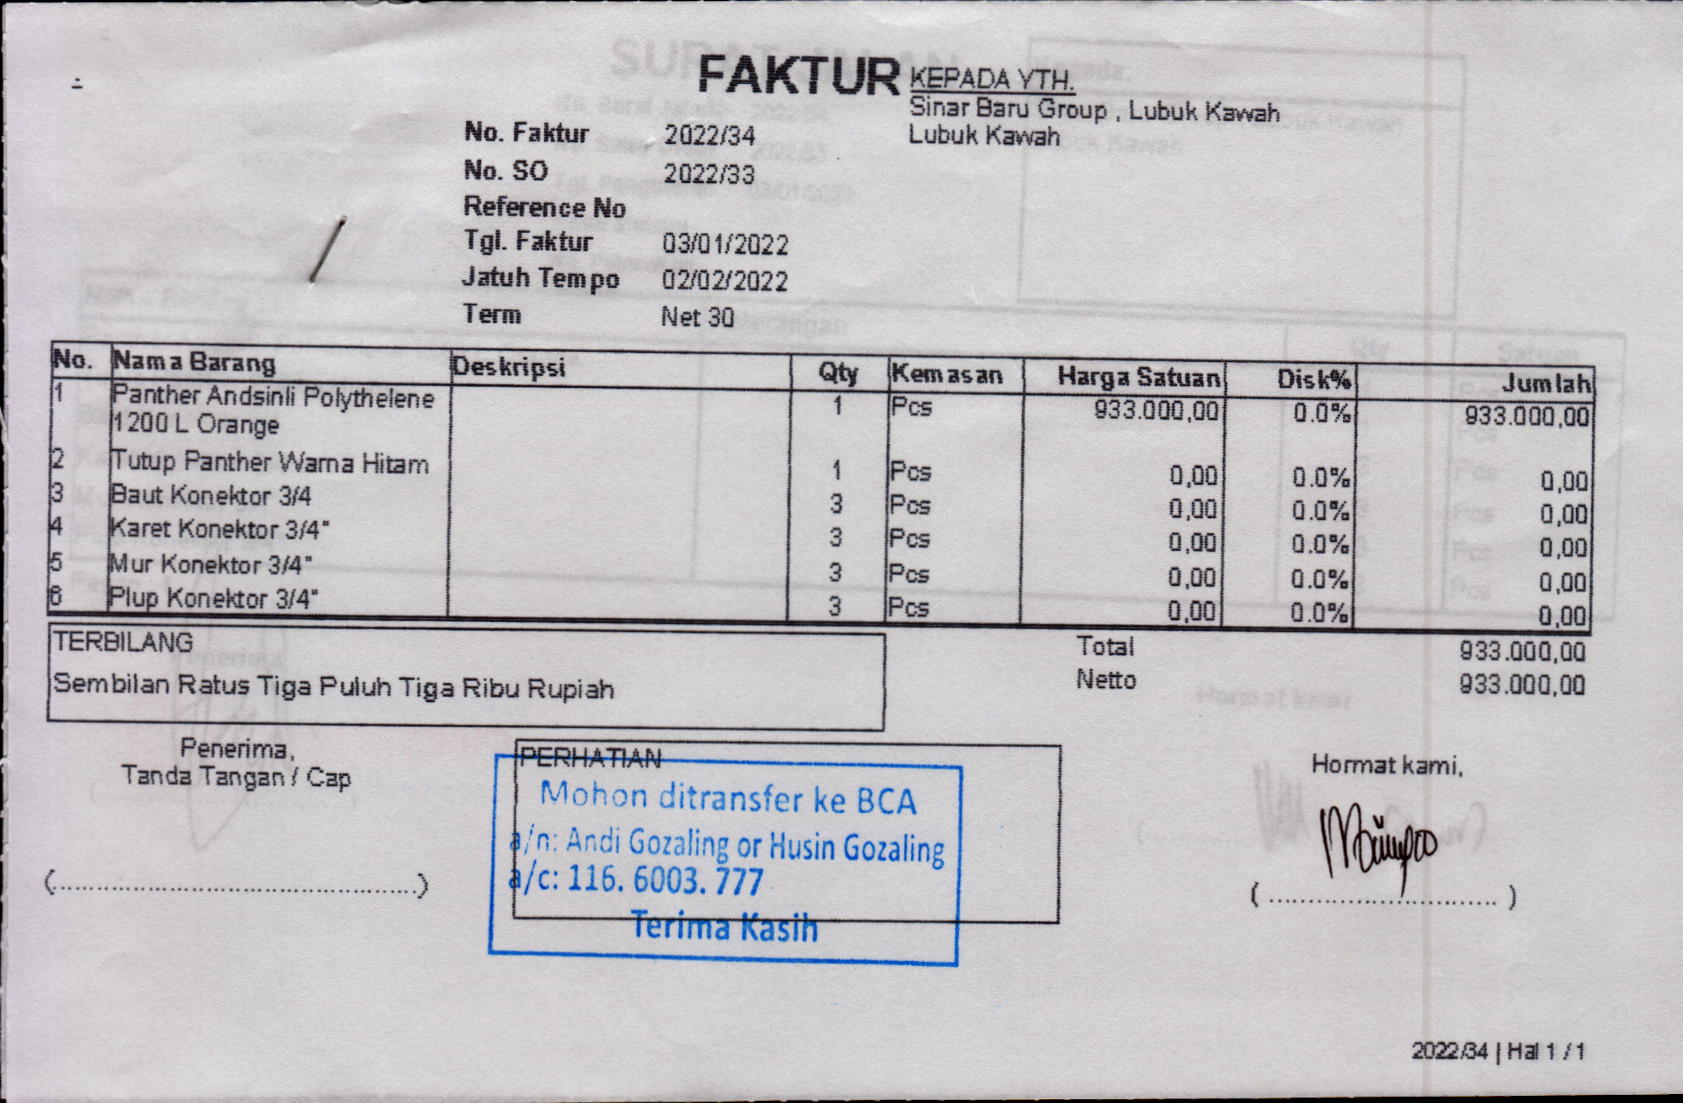 FAKTUR
KEPADA YTH.
Sinar Baru Group , Lubuk Kawah
Lubuk Kawah
No. Faktur 2022/34
No. SO 2022/33
Reference No
Tgl. Faktur 03/01/2022
Jatuh Tempo 02/02/2022
Term Net 30
No. Nama Barang Deskripsi Qty Kemasan Harga Satuan Disk% Jumlah
1 Panther Andsinli Polythelene 1 Pcs 933.000,00 0.0% 933.000,00
1200 L Orange
2 Tutup Panther Warna Hitam 1 Pcs 0,00 0.0% 0,00
3 Baut Konektor 3/4 3 Pcs 0,00 0.0% 0,00
4 Karet Konektor 3/4" 3 Pcs 0,00 0.0% 0,00
5 Mur Konektor 3/4" 3 Pcs 0,00 0.0% 0,00
6 Plup Konektor 3/4" 3 Pcs 0,00 0.0% 0,00
TERBILANG
Sembilan Ratus Tiga Puluh Tiga Ribu Rupiah
Total 933.000,00
Netto 933.000,00
Penerima,
Tanda Tangan / Cap
(..............................................)
PERHATIAN
Mohon ditransfer ke BCA
a/n: Andi Gozaling or Husin Gozaling
a/c: 116. 6003. 777
Terima Kasih
Hormat kami,
( ............................. )
2022/34 | Hal 1 / 1